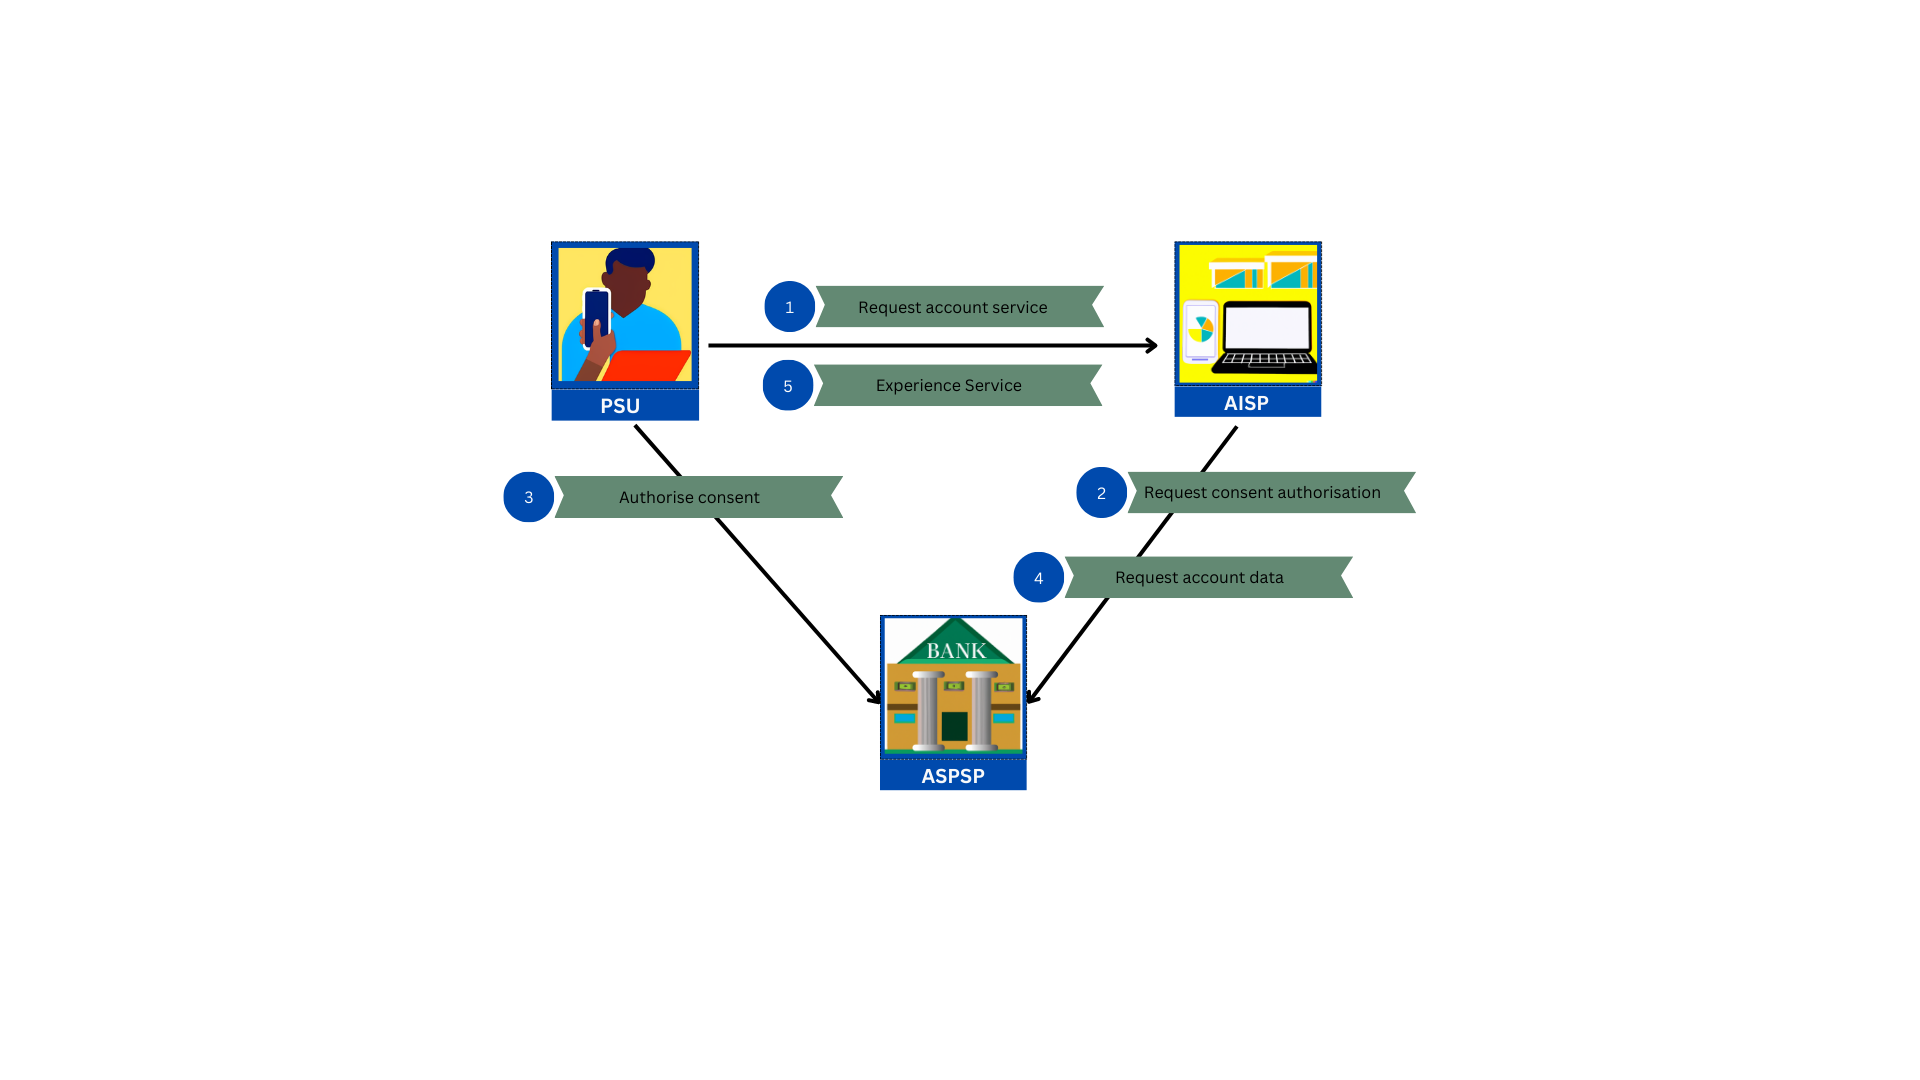 1
Request account service
5
Experience Service
PSU
AISP
3
Authorise consent
2
Request consent authorisation
4
Request account data
BANK
ASPSP